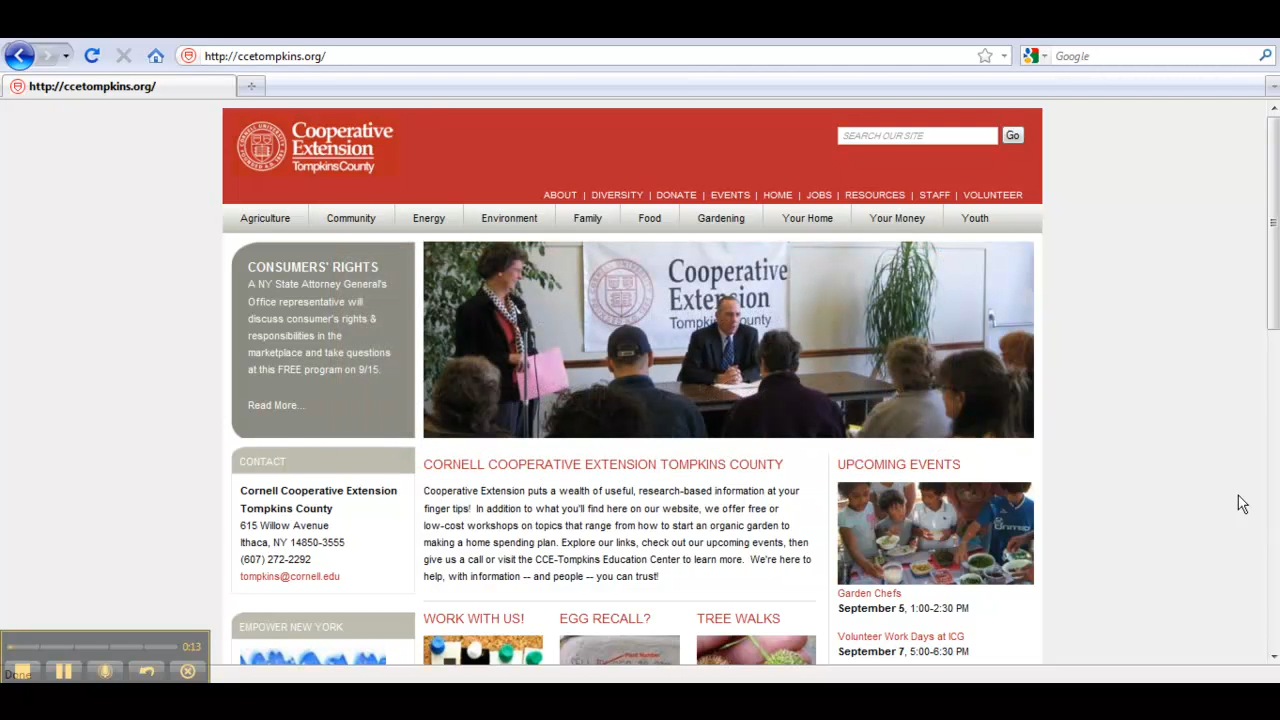 http://ccetompkins.org/
Google
http://ccetompkins.org/
Cooperative
Extension
Tompkins County
SEARCH OUR SITE
Go
ABOUT | DIVERSITY | DONATE | EVENTS | HOME | JOBS | RESOURCES | STAFF | VOLUNTEER
Agriculture Community Energy Environment Family Food Gardening Your Home Your Money Youth
CONSUMERS' RIGHTS
A NY State Attorney General's
Office representative will
discuss consumer's rights &
responsibilities in the
marketplace and take questions
at this FREE program on 9/15.
Read More...
Cooperative
Extension
CONTACT
Cornell Cooperative Extension
Tompkins County
615 Willow Avenue
Ithaca, NY 14850-3555
(607) 272-2292
tompkins@cornell.edu
EMPOWER NEW YORK
CORNELL COOPERATIVE EXTENSION TOMPKINS COUNTY
Cooperative Extension puts a wealth of useful, research-based information at your
finger tips! In addition to what you'll find here on our website, we offer free or
low-cost workshops on topics that range from how to start an organic garden to
making a home spending plan. Explore our links, check out our upcoming events, then
give us a call or visit the CCE-Tompkins Education Center to learn more. We're here to
help, with information -- and people -- you can trust!
WORK WITH US!
EGG RECALL?
TREE WALKS
UPCOMING EVENTS
Garden Chefs
September 5, 1:00-2:30 PM
Volunteer Work Days at ICG
September 7, 5:00-6:30 PM
0:13
Done